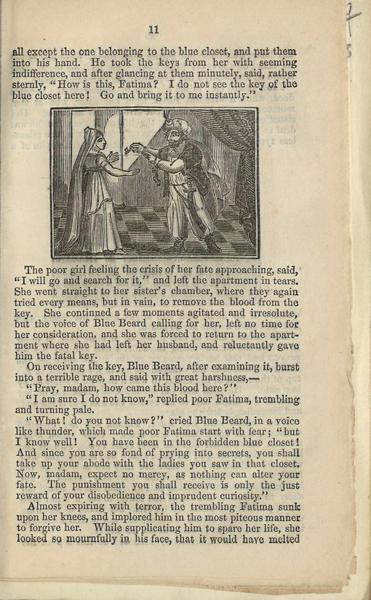 11
all except the one belonging to the blue closet, and put them
into his hand. He took the keys from her with seeming
indifference, and after glancing at them minutely, said, rather
sternly, "How is this, Fatima? I do not see the key of the
blue closet here! Go and bring it to me instantly."
The poor girl feeling the crisis of her fate approaching, said,
"I will go and search for it," and left the apartment in tears.
She went straight to her sister's chamber, where they again
tried every means, but in vain, to remove the blood from the
key. She continued a few moments agitated and irresolute,
but the voice of Blue Beard calling for her, left no time for
her consideration, and she was forced to return to the apart-
ment where she had left her husband, and reluctantly gave
him the fatal key.
On receiving the key, Blue Beard, after examining it, burst
into a terrible rage, and said with great harshness,—
"Pray, madam, how came this blood here?"
"I am sure I do not know," replied poor Fatima, trembling
and turning pale.
"What! do you not know?" cried Blue Beard, in a voice
like thunder, which made poor Fatima start with fear; "but
I know well! You have been in the forbidden blue closet!
And since you are so fond of prying into secrets, you shall
take up your abode with the ladies you saw in that closet.
Now, madam, expect no mercy, as nothing can alter your
fate. The punishment you shall receive is only the just
reward of your disobedience and imprudent curiosity."
Almost expiring with terror, the trembling Fatima sunk
upon her knees, and implored him in the most piteous manner
to forgive her. While supplicating him to spare her life, she
looked so mournfully in his face, that it would have melted